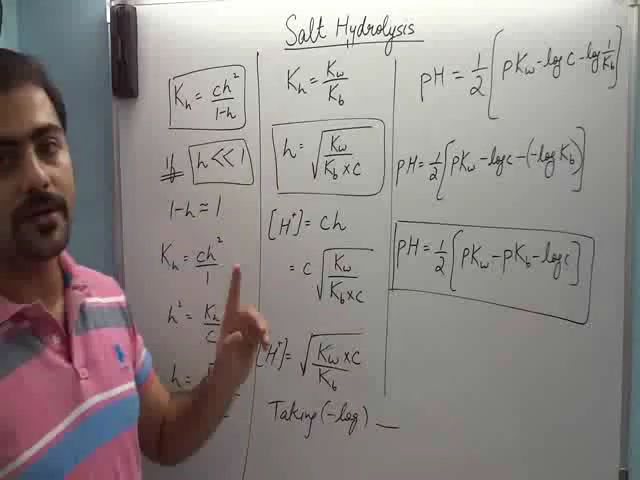 Salt Hydrolysis
Kh = ch²/1-h
If h << 1
1-h ≈ 1
Kh = ch²/1
h² = Kh/C
h = √
Kh = Kw/Kb
h = √Kw/Kb×c
[H⁺] = ch
= c√Kw/Kb×c
[H⁺] = √Kw×c/Kb
Taking (-log) __
pH = 1/2 [pKw - log c - log 1/Kb]
pH = 1/2 [pKw - log c - (-log Kb)]
pH = 1/2 [pKw - pKb - log c]